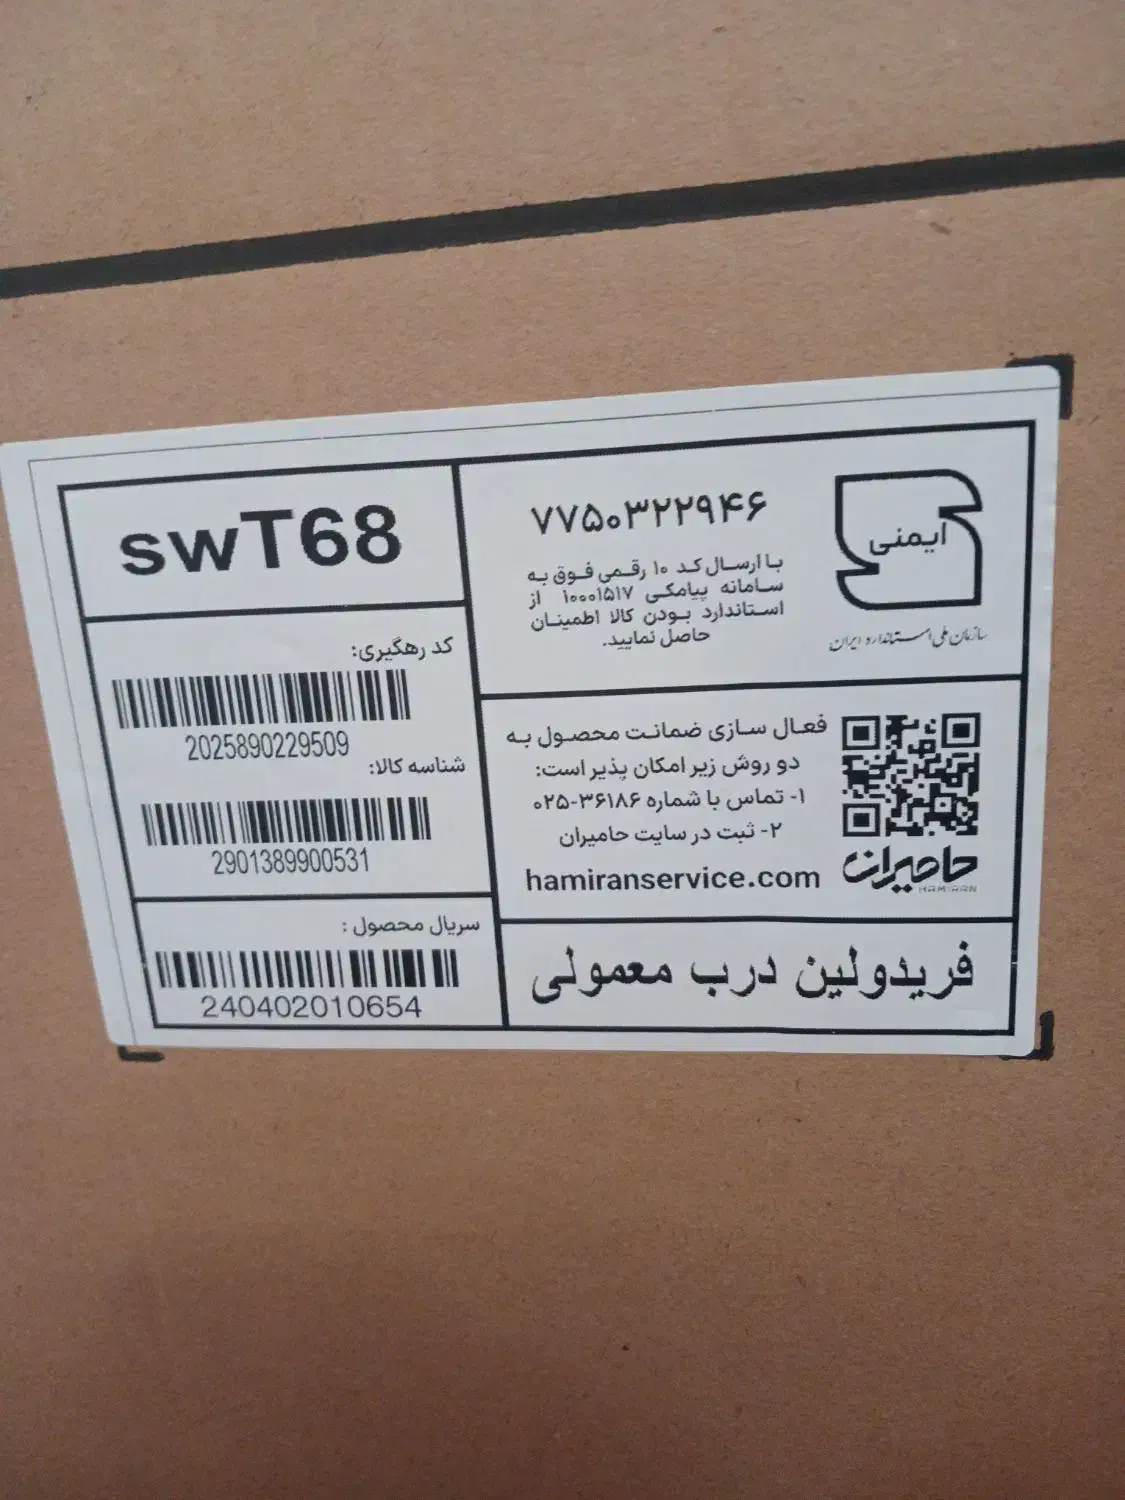 swT68
کد رهگیری:
2025890229509
شناسه کالا:
2901389900531
سریال محصول :
240402010654
۷۷۵۰۳۲۲۹۴۶
با ارسال کد ۱۰ رقمی فوق به
سامانه پیامکی ۱۰۰۰۱۵۱۷ از
استاندارد بودن کالا اطمینان
حاصل نمایید.
ایمنی
سازمان ملی استاندارد ایران
فعال سازی ضمانت محصول به
دو روش زیر امکان پذیر است:
۱- تماس با شماره ۳۶۱۸۶-۰۲۵
۲- ثبت در سایت حامیران
hamiranservice.com
حامیران
HAMIRAN
فریدولین درب معمولی